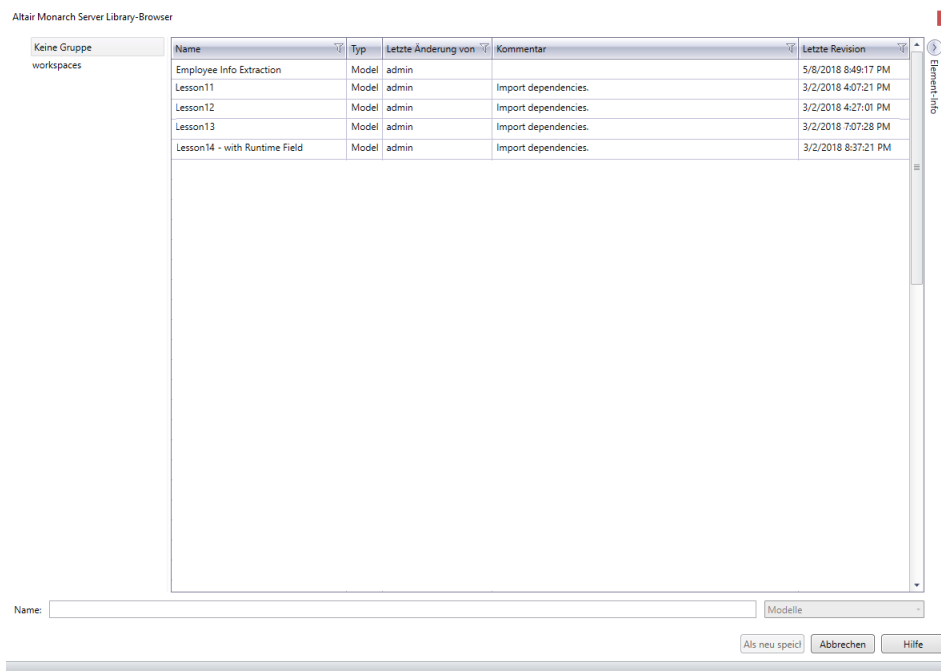 Altair Monarch Server Library-Browser
Keine Gruppe
workspaces
Name Typ Letzte Änderung von Kommentar Letzte Revision
Employee Info Extraction Model admin 5/8/2018 8:49:17 PM
Lesson11 Model admin Import dependencies. 3/2/2018 4:07:21 PM
Lesson12 Model admin Import dependencies. 3/2/2018 4:27:01 PM
Lesson13 Model admin Import dependencies. 3/2/2018 7:07:28 PM
Lesson14 - with Runtime Field Model admin Import dependencies. 3/2/2018 8:37:21 PM
Element-Info
Name:
Modelle
Als neu speicl
Abbrechen
Hilfe